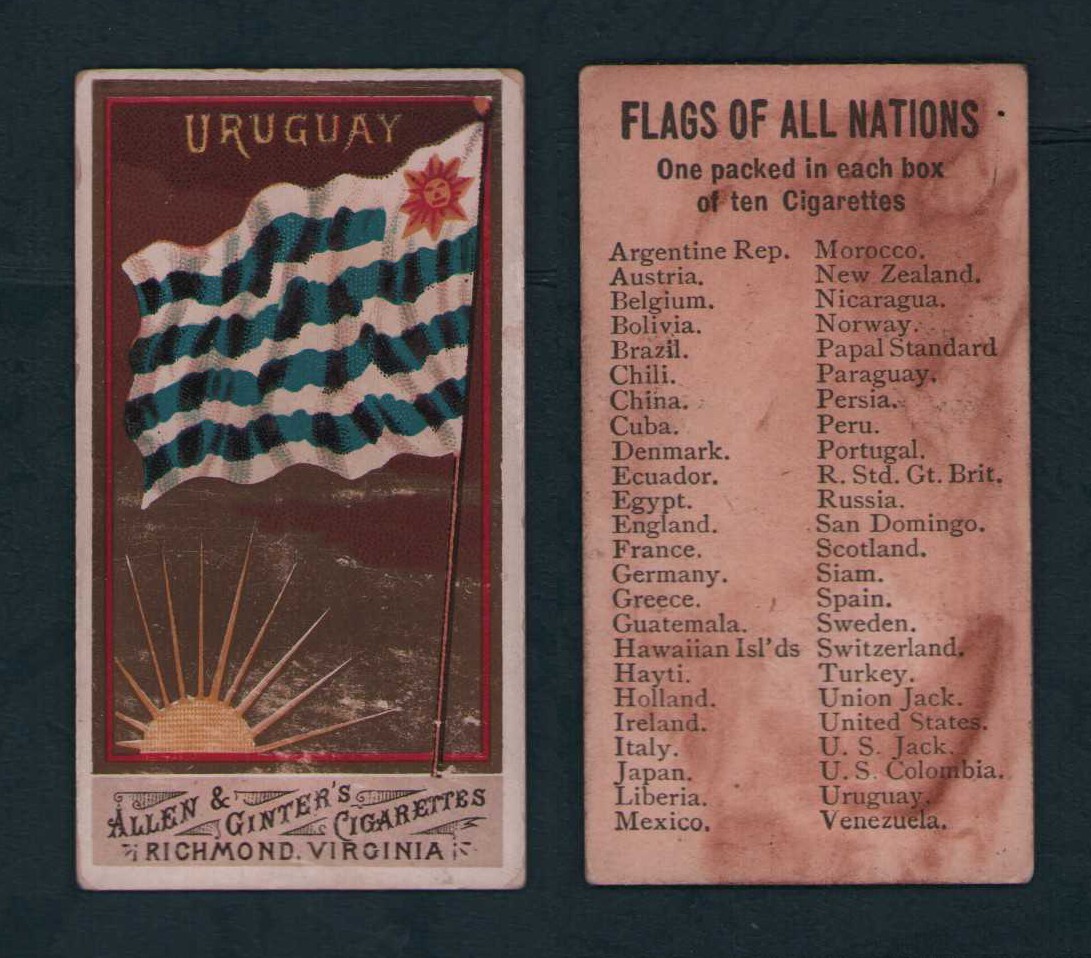 URUGUAY
ALLEN & GINTER'S CIGARETTES
RICHMOND, VIRGINIA
FLAGS OF ALL NATIONS
One packed in each box
of ten Cigarettes
Argentine Rep.
Austria.
Belgium.
Bolivia.
Brazil.
Chili.
China.
Cuba.
Denmark.
Ecuador.
Egypt.
England.
France.
Germany.
Greece.
Guatemala.
Hawaiian Isl'ds
Hayti.
Holland.
Ireland.
Italy.
Japan.
Liberia.
Mexico.
Morocco.
New Zealand.
Nicaragua.
Norway.
Papal Standard
Paraguay.
Persia.
Peru.
Portugal.
R. Std. Gt. Brit.
Russia.
San Domingo.
Scotland.
Siam.
Spain.
Sweden.
Switzerland.
Turkey.
Union Jack.
United States.
U. S. Jack.
U. S. Colombia.
Uruguay.
Venezuela.